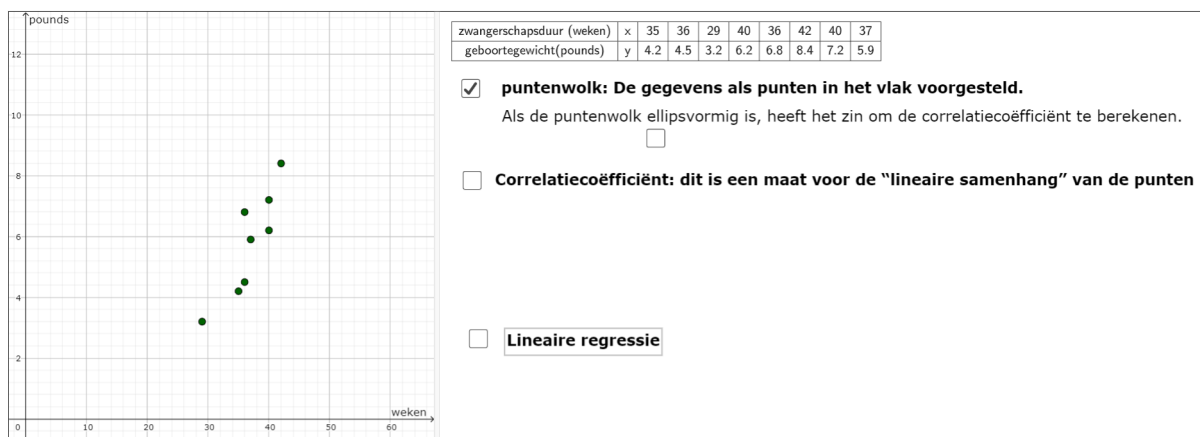 pounds
12
10
8
6
4
2
0 10 20 30 40 50 60
weken
zwangerschapsduur (weken) x 35 36 29 40 36 42 40 37
geboortegewicht(pounds) y 4.2 4.5 3.2 6.2 6.8 8.4 7.2 5.9
puntenwolk: De gegevens als punten in het vlak voorgesteld.
Als de puntenwolk ellipsvormig is, heeft het zin om de correlatiecoëfficiënt te berekenen.
Correlatiecoëfficiënt: dit is een maat voor de “lineaire samenhang” van de punten
Lineaire regressie